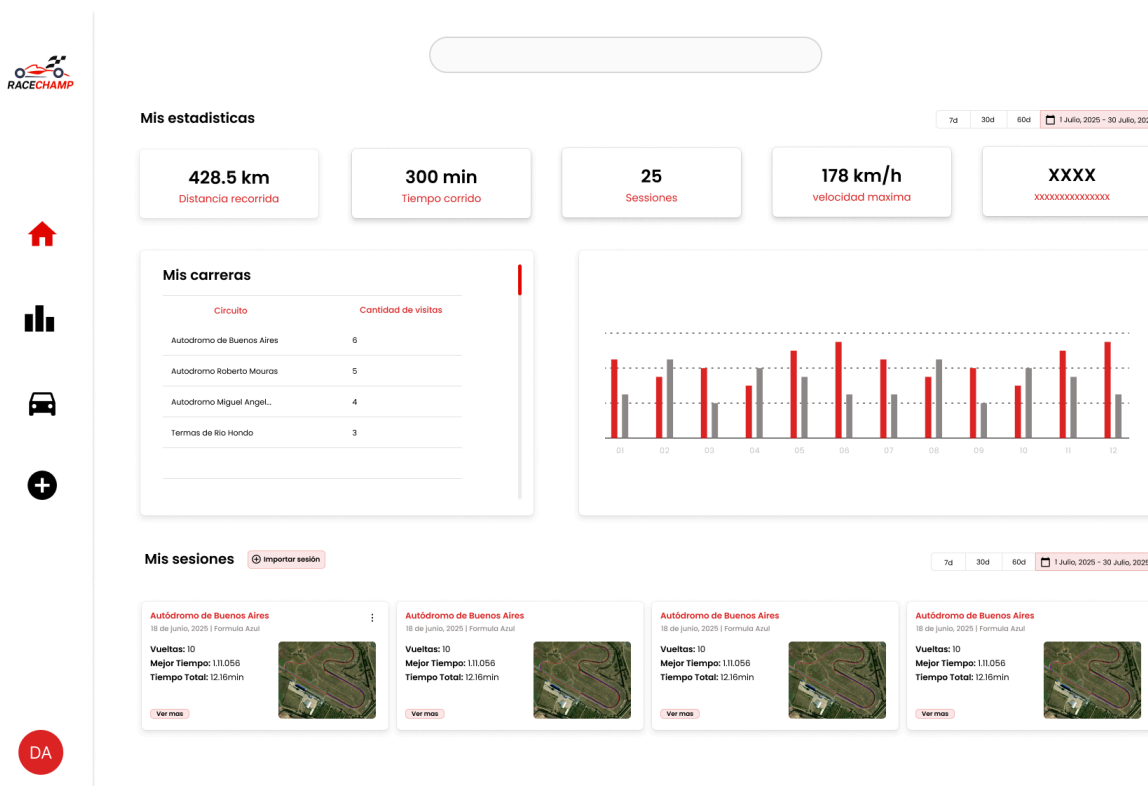 RACECHAMP
Mis estadisticas
7d 30d 60d 1 Julio, 2025 - 30 Julio, 202
428.5 km
Distancia recorrida
300 min
Tiempo corrido
25
Sessiones
178 km/h
velocidad maxima
XXXX
xxxxxxxxxxxxxxx
Mis carreras
Circuito Cantidad de visitas
Autodromo de Buenos Aires 6
Autodromo Roberto Mouras 5
Autodromo Miguel Angel... 4
Termas de Rio Hondo 3
01 02 03 04 05 06 07 08 09 10 11 12
Mis sesiones
Importar sesión
7d 30d 60d 1 Julio, 2025 - 30 Julio, 2025
Autódromo de Buenos Aires
18 de junio, 2025 | Formula Azul
Vueltas: 10
Mejor Tiempo: 1.11.056
Tiempo Total: 12.16min
Ver mas
Autódromo de Buenos Aires
18 de junio, 2025 | Formula Azul
Vueltas: 10
Mejor Tiempo: 1.11.056
Tiempo Total: 12.16min
Ver mas
Autódromo de Buenos Aires
18 de junio, 2025 | Formula Azul
Vueltas: 10
Mejor Tiempo: 1.11.056
Tiempo Total: 12.16min
Ver mas
Autódromo de Buenos Aires
18 de junio, 2025 | Formula Azul
Vueltas: 10
Mejor Tiempo: 1.11.056
Tiempo Total: 12.16min
Ver mas
DA